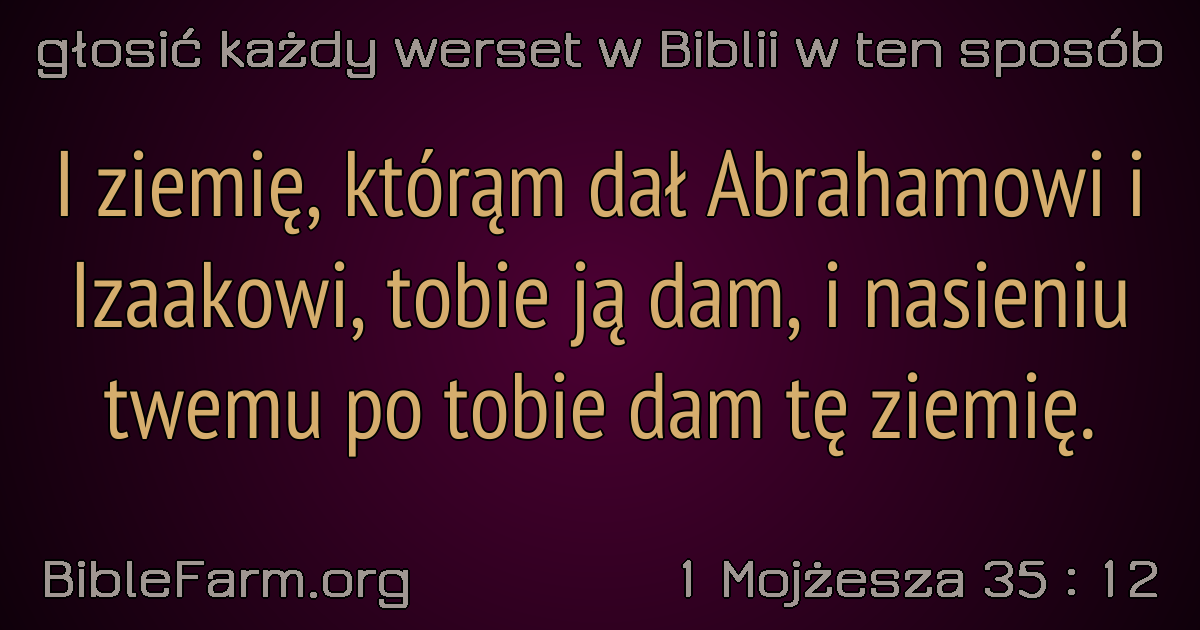 głosić każdy werset w Biblii w ten sposób
I ziemię, którąm dał Abrahamowi i
Izaakowi, tobie ją dam, i nasieniu
twemu po tobie dam tę ziemię.
BibleFarm.org
1 Mojżesza 35 : 12